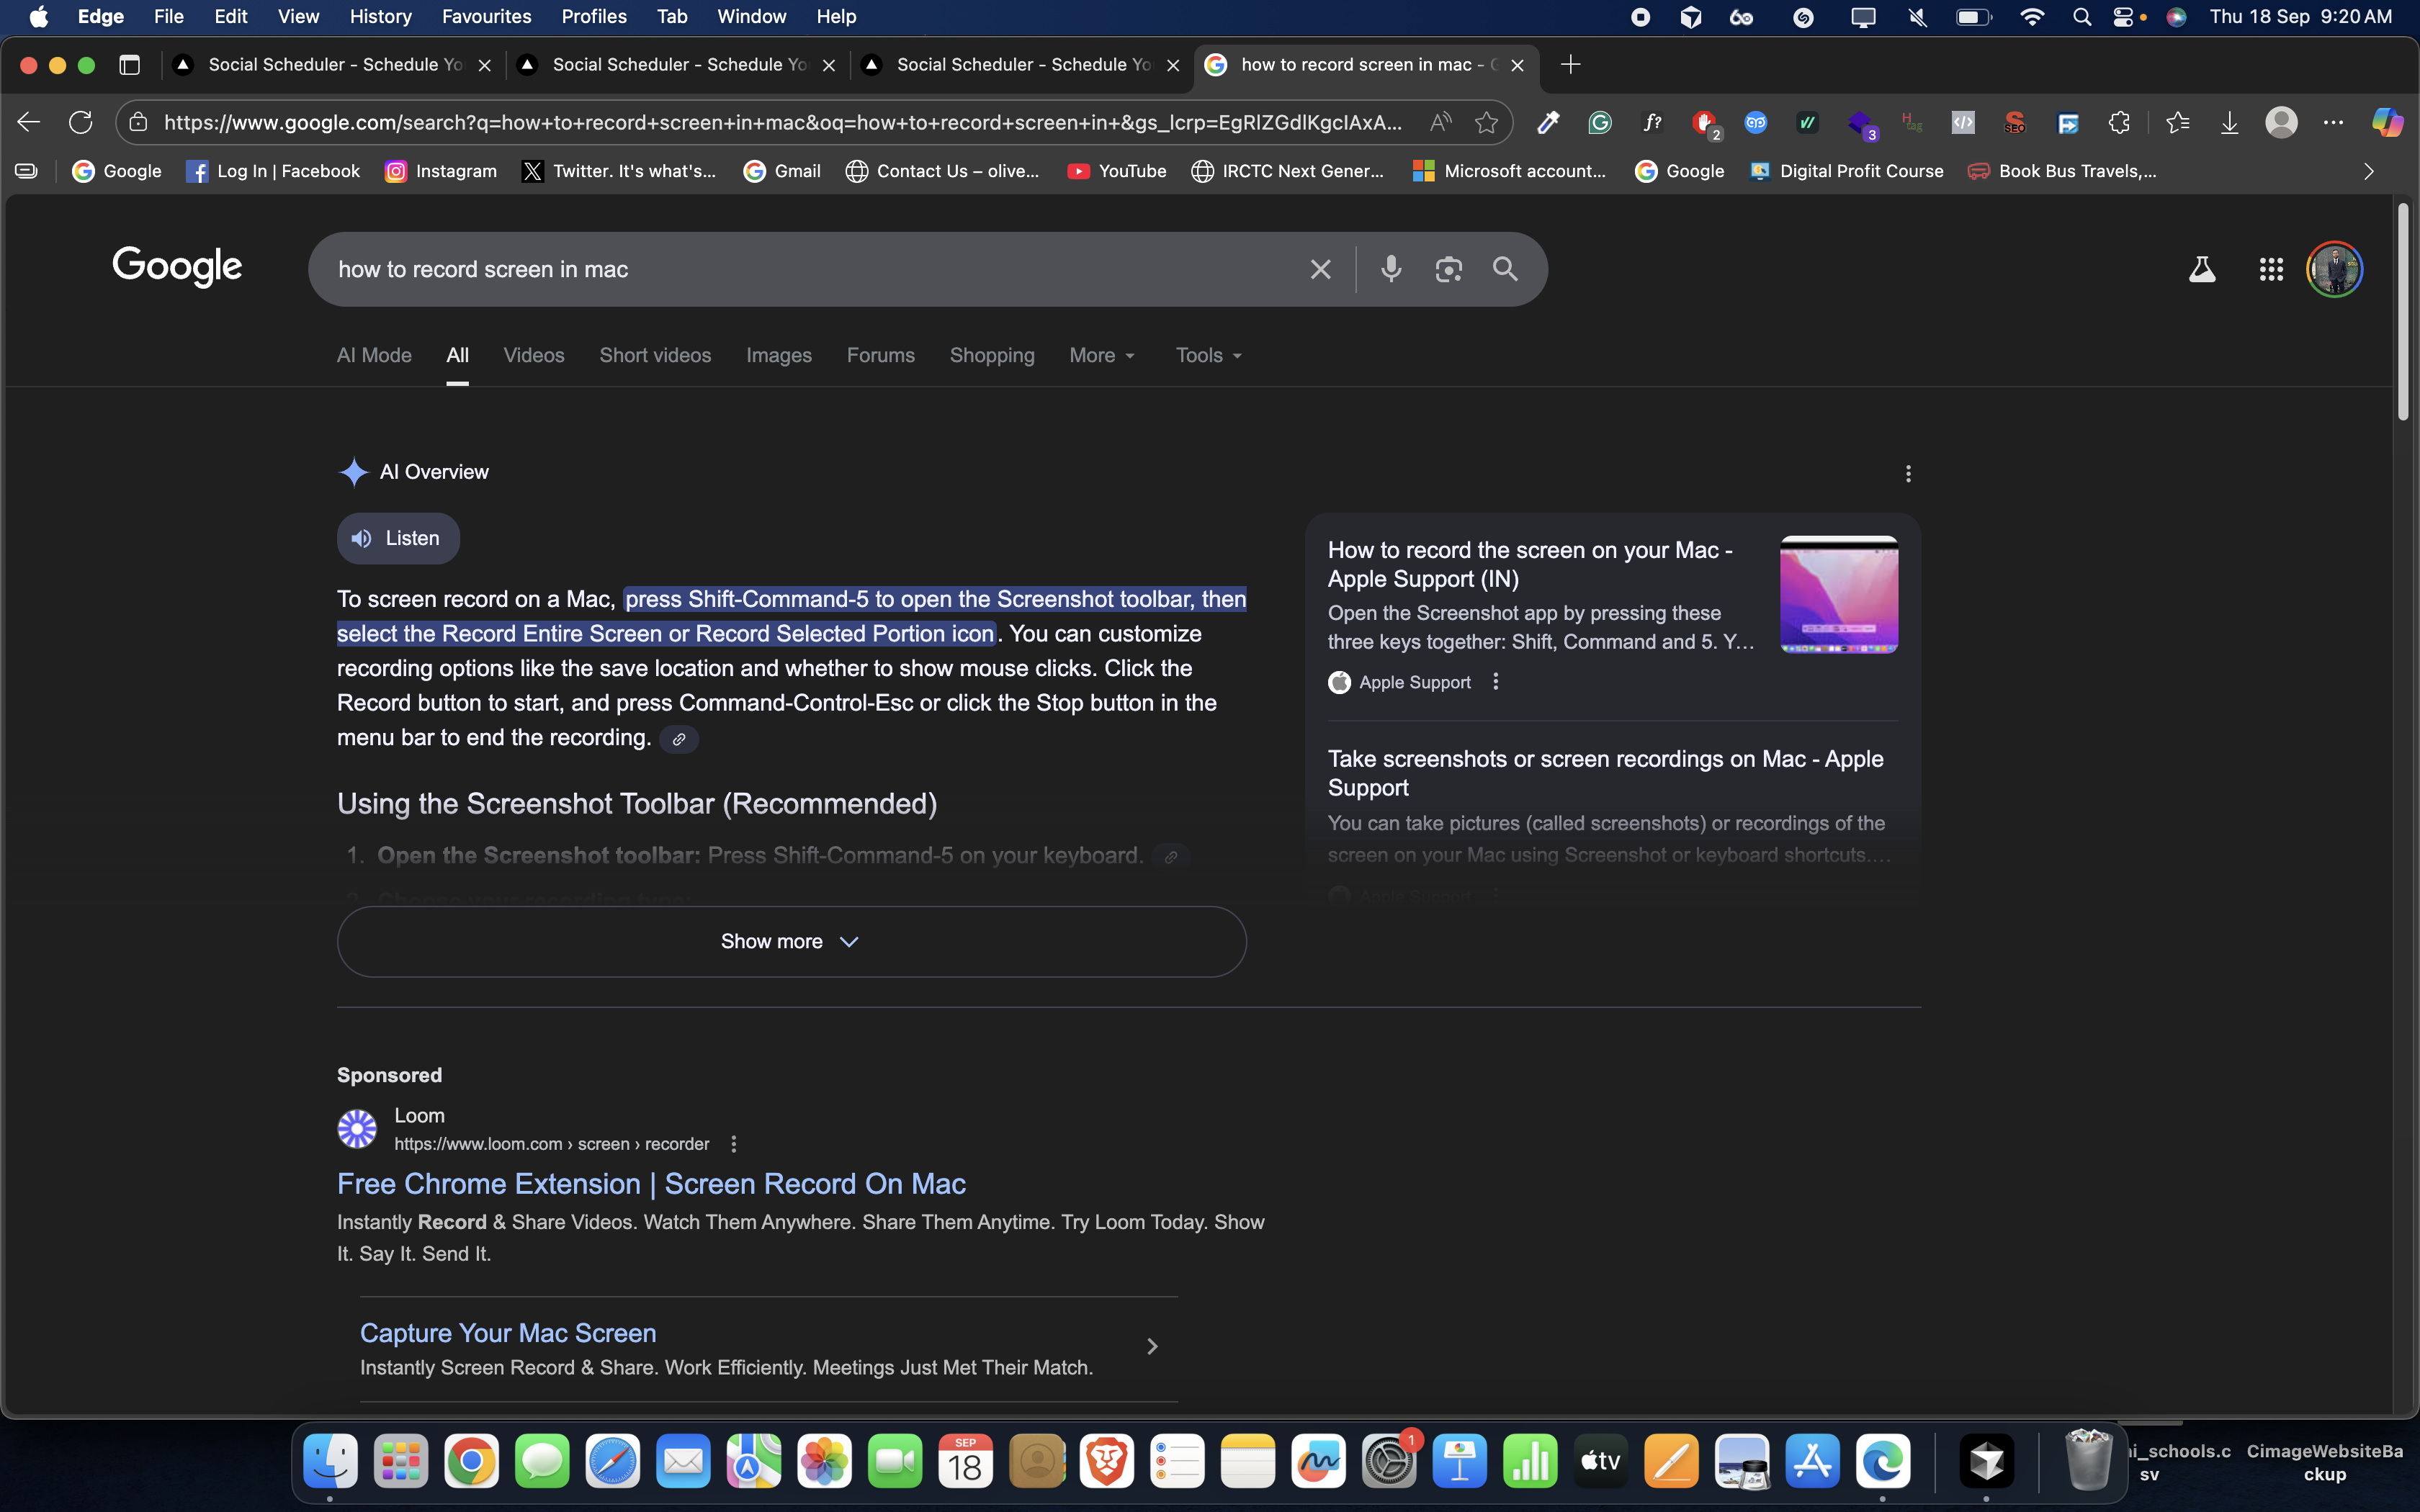 Edge File Edit View History Favourites Profiles Tab Window Help
Thu 18 Sep 9:20 AM
Social Scheduler - Schedule Yo
Social Scheduler - Schedule Yo
Social Scheduler - Schedule Yo
how to record screen in mac -
https://www.google.com/search?q=how+to+record+screen+in+mac&oq=how+to+record+screen+in+&gs_lcrp=EgRlZGdlKgclAxA...
Google
Log In | Facebook
Instagram
Twitter. It's what's...
Gmail
Contact Us – olive...
YouTube
IRCTC Next Gener...
Microsoft account...
Google
Digital Profit Course
Book Bus Travels,...
Google
how to record screen in mac
AI Mode All Videos Short videos Images Forums Shopping More Tools
AI Overview
Listen
To screen record on a Mac, press Shift-Command-5 to open the Screenshot toolbar, then
select the Record Entire Screen or Record Selected Portion icon. You can customize
recording options like the save location and whether to show mouse clicks. Click the
Record button to start, and press Command-Control-Esc or click the Stop button in the
menu bar to end the recording.
Using the Screenshot Toolbar (Recommended)
1. Open the Screenshot toolbar: Press Shift-Command-5 on your keyboard.
2. Choose your recording type:
Show more
How to record the screen on your Mac -
Apple Support (IN)
Open the Screenshot app by pressing these
three keys together: Shift, Command and 5. Y...
Apple Support
Take screenshots or screen recordings on Mac - Apple
Support
You can take pictures (called screenshots) or recordings of the
screen on your Mac using Screenshot or keyboard shortcuts....
Apple Support
Sponsored
Loom
https://www.loom.com › screen › recorder
Free Chrome Extension | Screen Record On Mac
Instantly Record & Share Videos. Watch Them Anywhere. Share Them Anytime. Try Loom Today. Show
It. Say It. Send It.
Capture Your Mac Screen
Instantly Screen Record & Share. Work Efficiently. Meetings Just Met Their Match.
SEP
18
1
tv
i_schools.c
sv
CimageWebsiteBa
ckup